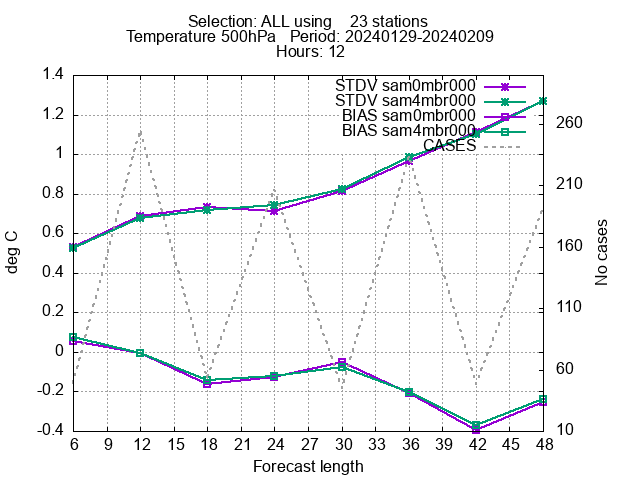 Selection: ALL using 23 stations
Temperature 500hPa Period: 20240129-20240209
Hours: 12
STDV sam0mbr000
STDV sam4mbr000
BIAS sam0mbr000
BIAS sam4mbr000
CASES
deg C
1.4
1.2
1
0.8
0.6
0.4
0.2
0
-0.2
-0.4
No cases
260
210
160
110
60
10
6 9 12 15 18 21 24 27 30 33 36 39 42 45 48
Forecast length